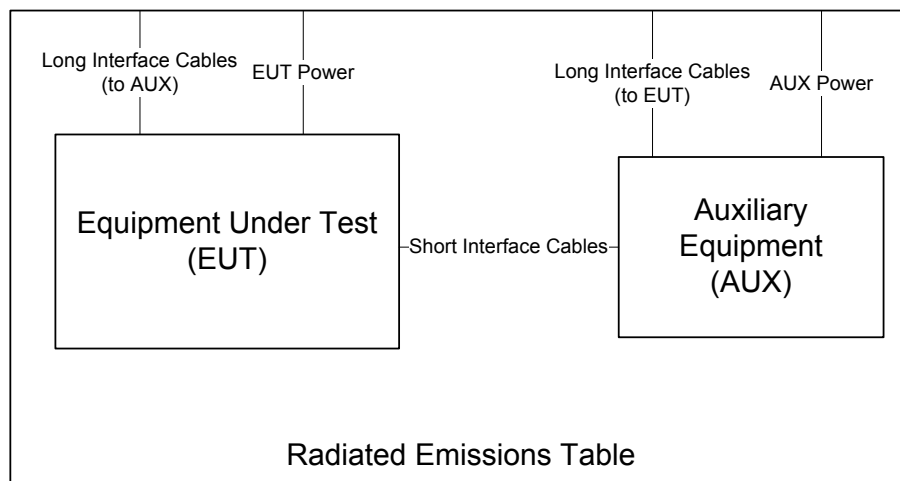 Long Interface Cables
(to AUX)
EUT Power
Long Interface Cables
(to EUT)
AUX Power
Equipment Under Test
(EUT)
Short Interface Cables
Auxiliary
Equipment
(AUX)
Radiated Emissions Table